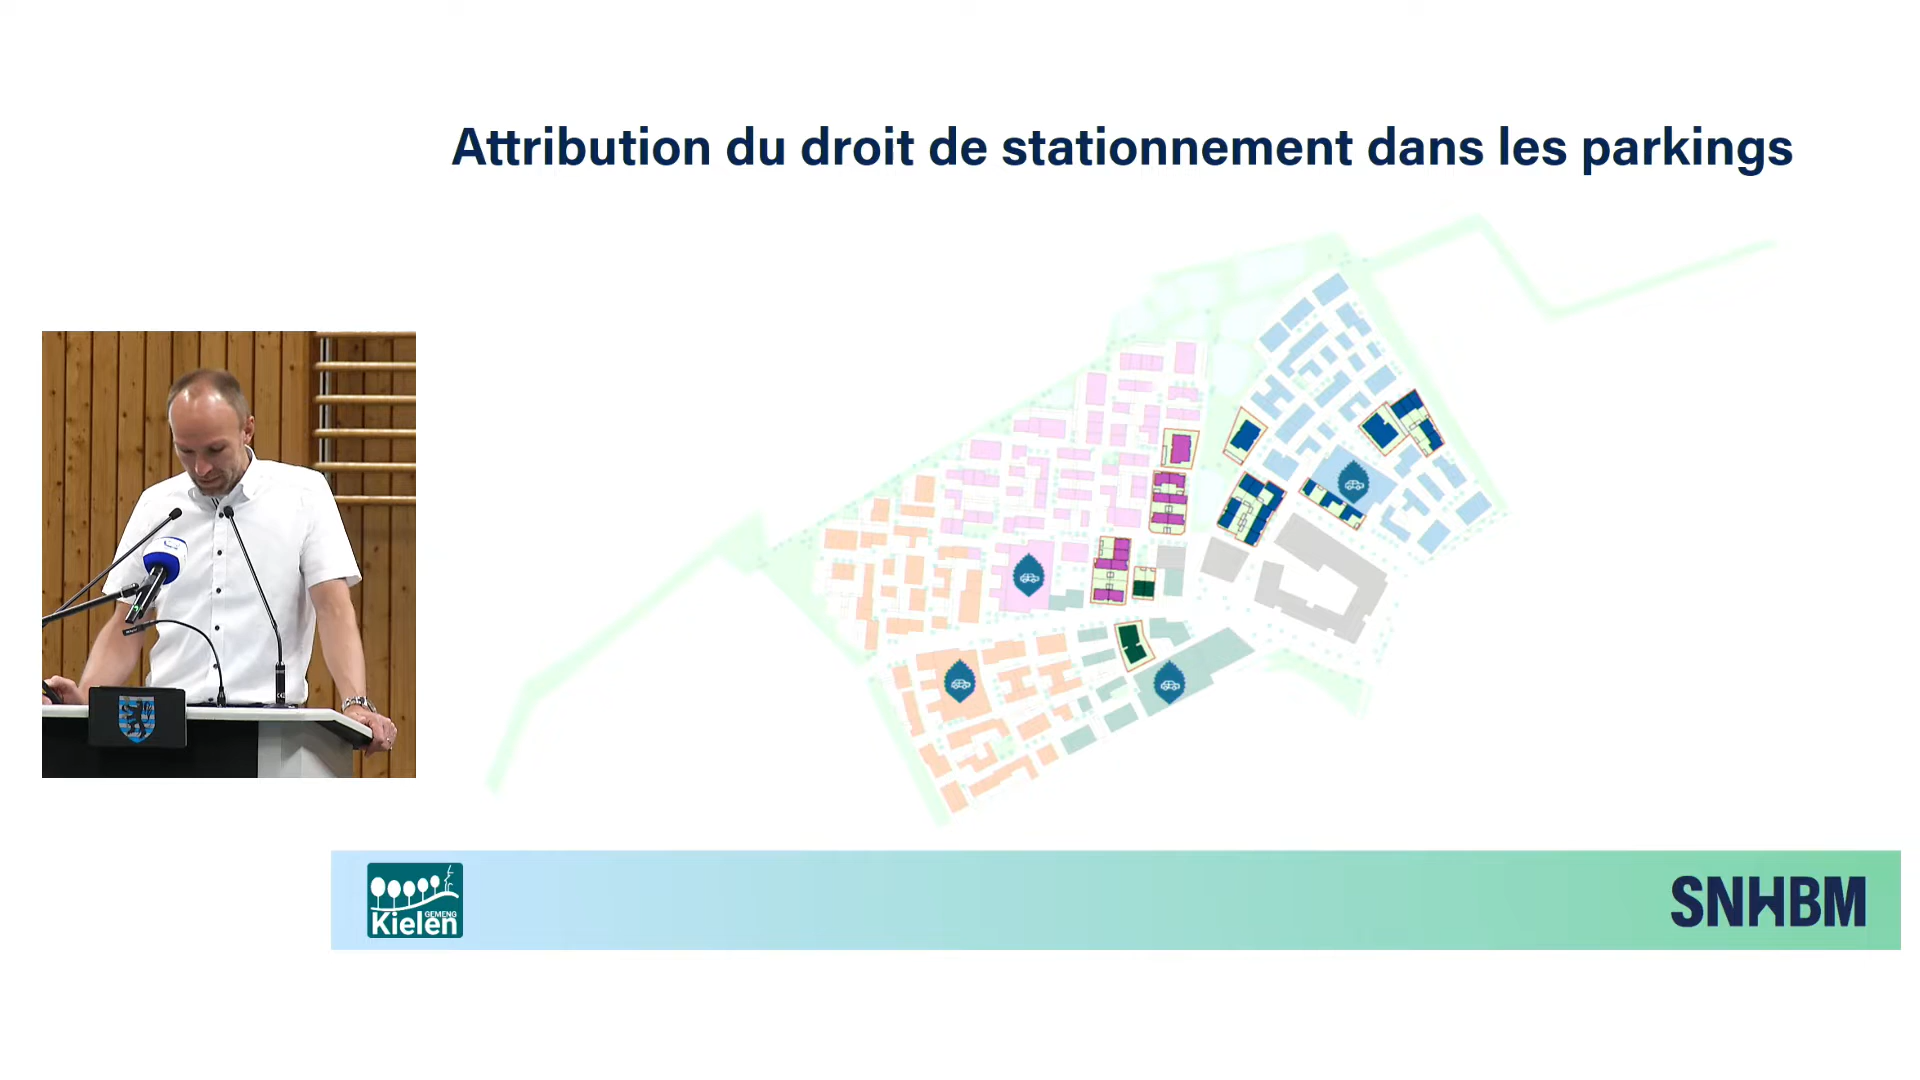 Attribution du droit de stationnement dans les parkings
GEMENG
Kielen
SNHBM